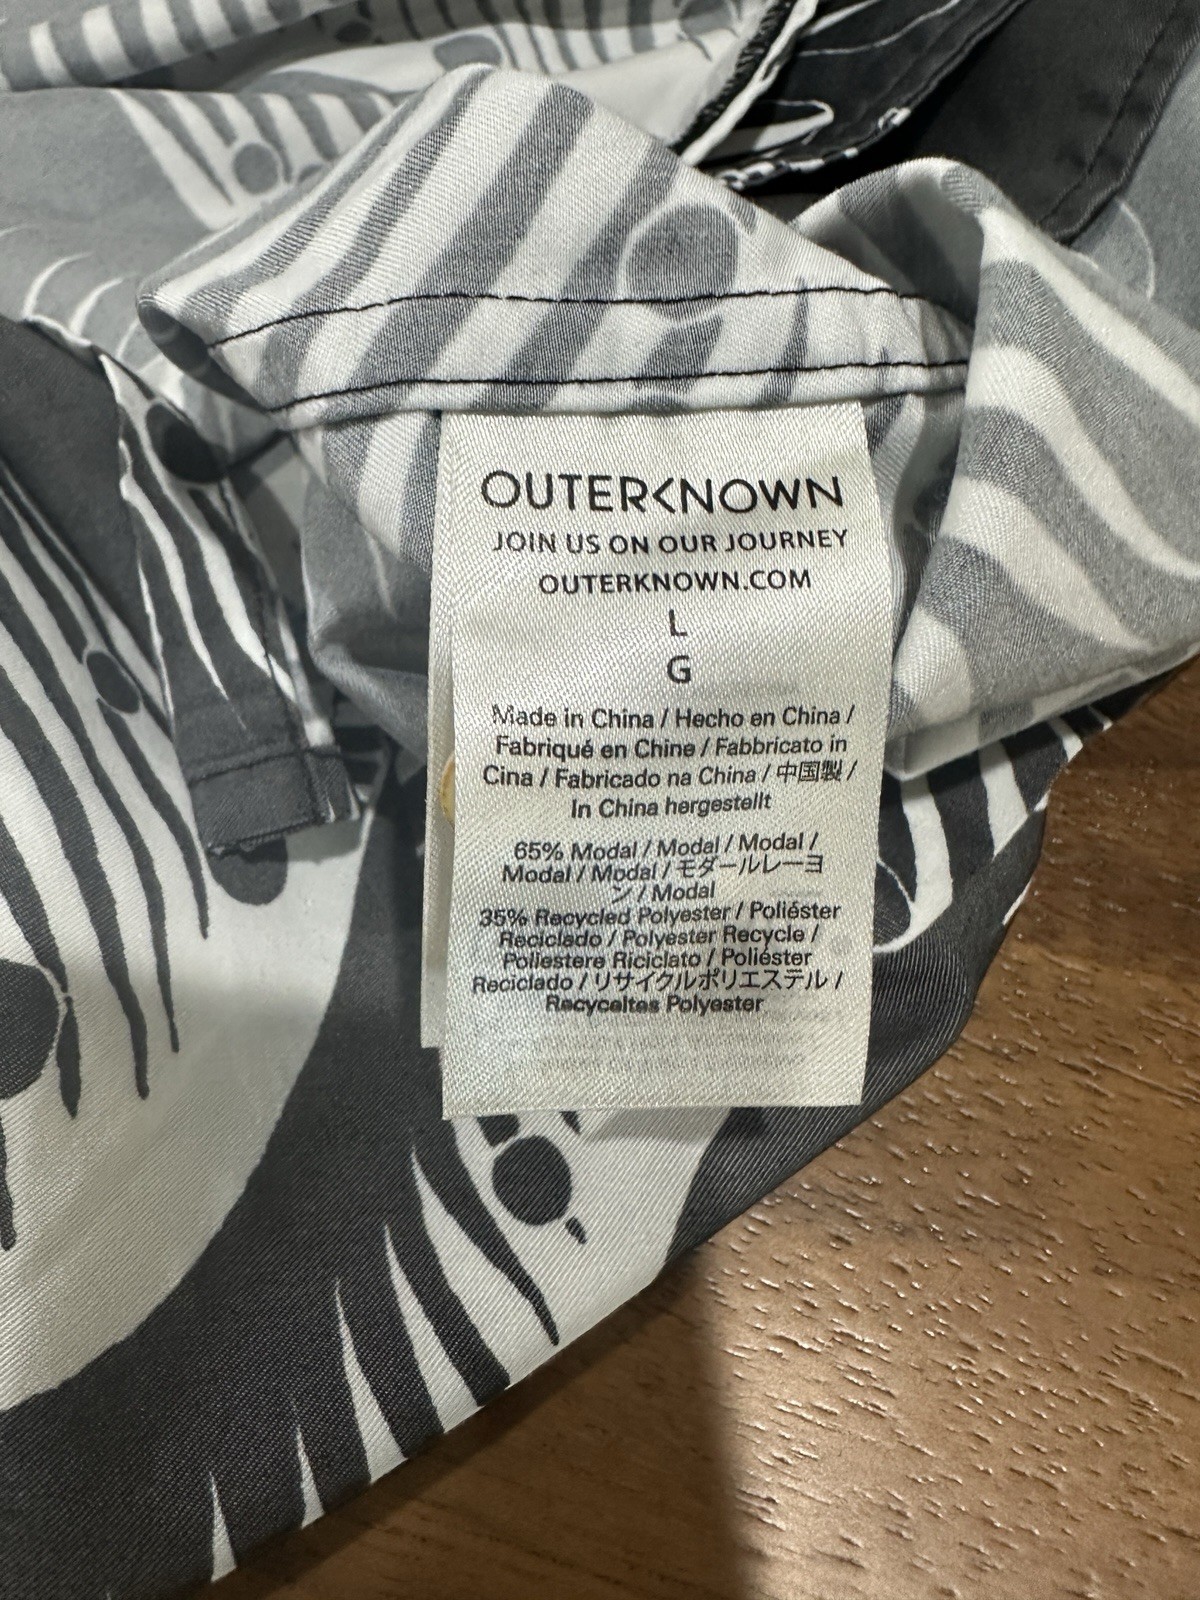 OUTERKNOWN
JOIN US ON OUR JOURNEY
OUTERKNOWN.COM
L
G
Made in China / Hecho en China /
Fabriqué en Chine / Fabbricato in
Cina / Fabricado na China / 中国製 /
In China hergestellt
65% Modal / Modal / Modal /
Modal / Modal / モダールレーヨ
ン / Modal
35% Recycled Polyester / Poliéster
Reciclado / Polyester Recycle /
Poliestere Riciclato / Poliéster
Reciclado / リサイクルポリエステル /
Recyceltes Polyester